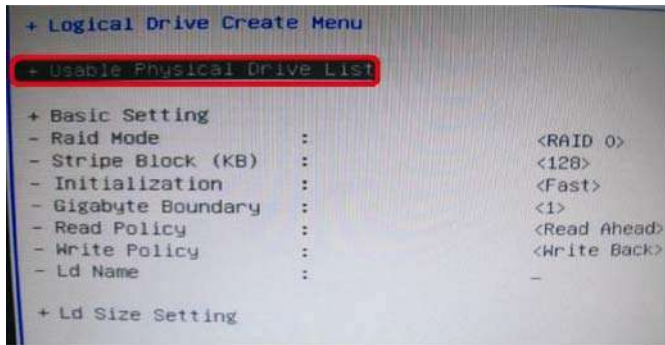 + Logical Drive Create Menu
+ Usable Physical Drive List
+ Basic Setting
- Raid Mode : <RAID 0>
- Stripe Block (KB) : <128>
- Initialization : <Fast>
- Gigabyte Boundary : <1>
- Read Policy : <Read Ahead>
- Write Policy : <Write Back>
- Ld Name : _
+ Ld Size Setting